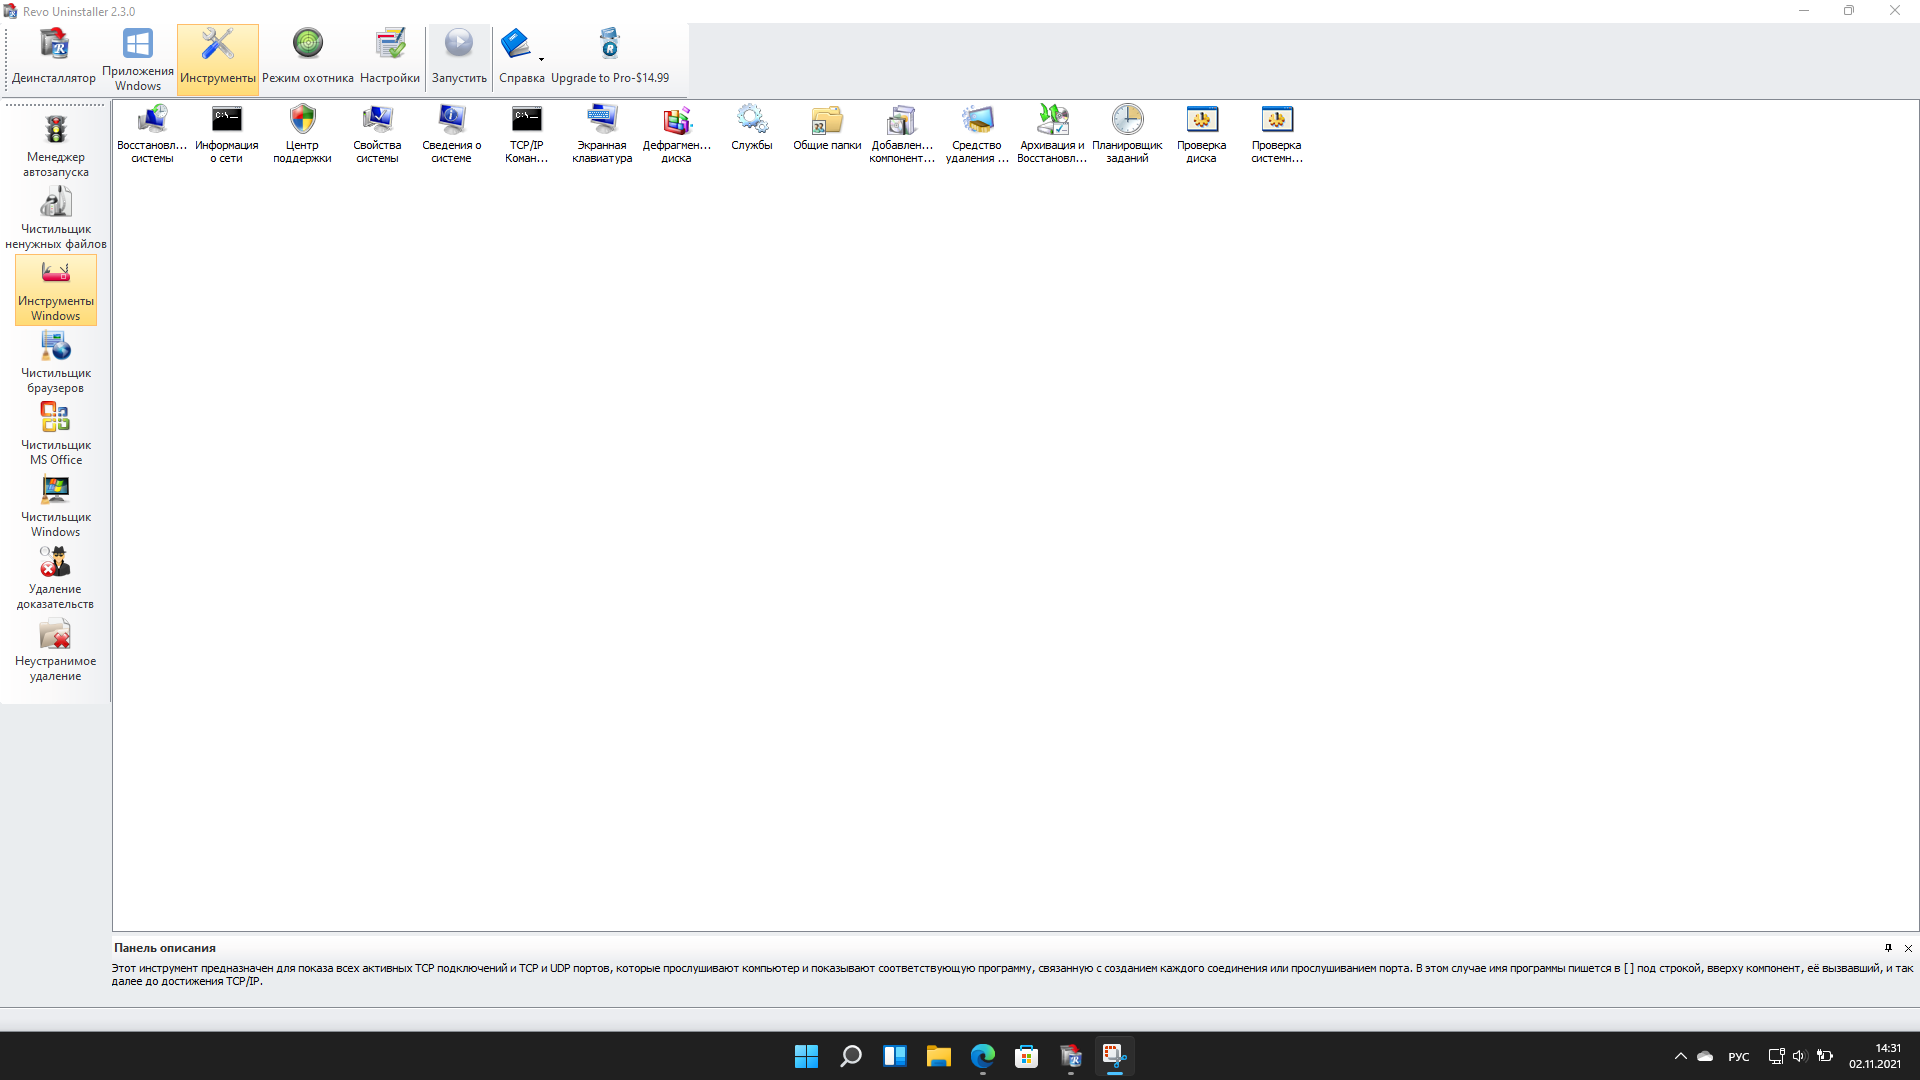 Revo Uninstaller 2.3.0
Деинсталлятор
Приложения
Wndows
Инструменты
Режим охотника
Настройки
Запустить
Справка
Upgrade to Pro-$14.99
Менеджер
автозапуска
Чистильщик
ненужных файлов
Инструменты
Windows
Чистильщик
браузеров
Чистильщик
MS Office
Чистильщик
Windows
Удаление
доказательств
Неустранимое
удаление
Восстановл...
системы
Информация
о сети
Центр
поддержки
Свойства
системы
Сведения о
системе
TCP/IP
Коман...
Экранная
клавиатура
Дефрагмен...
диска
Службы
Общие папки
Добавлен...
компонент...
Средство
удаления ...
Архивация и
Восстановл...
Планировщик
заданий
Проверка
диска
Проверка
системн...
Панель описания
Этот инструмент предназначен для показа всех активных TCP подключений и TCP и UDP портов, которые прослушивают компьютер и показывают соответствующую программу, связанную с созданием каждого соединения или прослушиванием порта. В этом случае имя программы пишется в [ ] под строкой, вверху компонент, её вызвавший, и так
далее до достижения TCP/IP.
РУС
14:31
02.11.2021